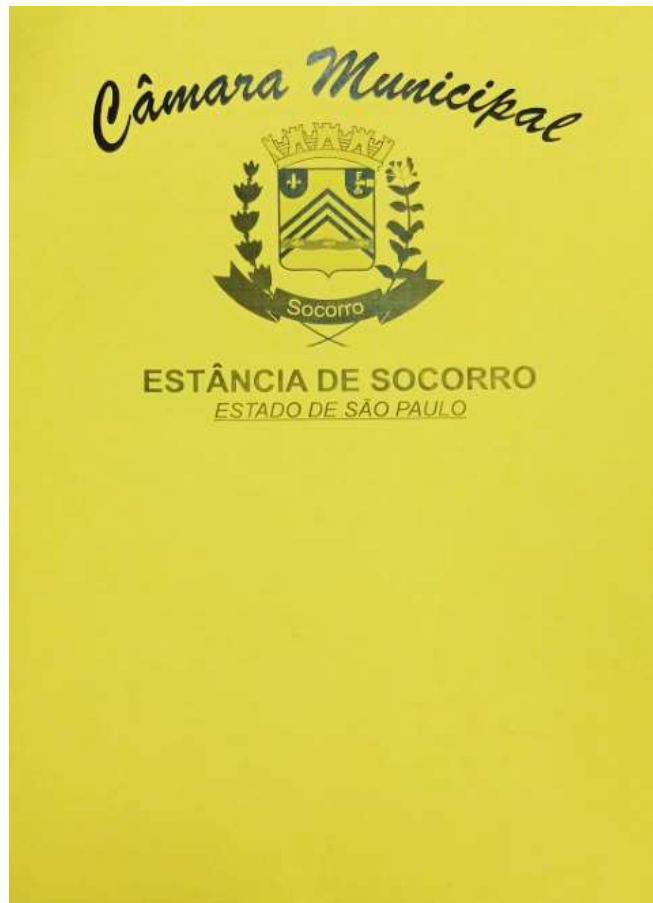 Câmara Municipal
Socorro
ESTÂNCIA DE SOCORRO
ESTADO DE SÃO PAULO